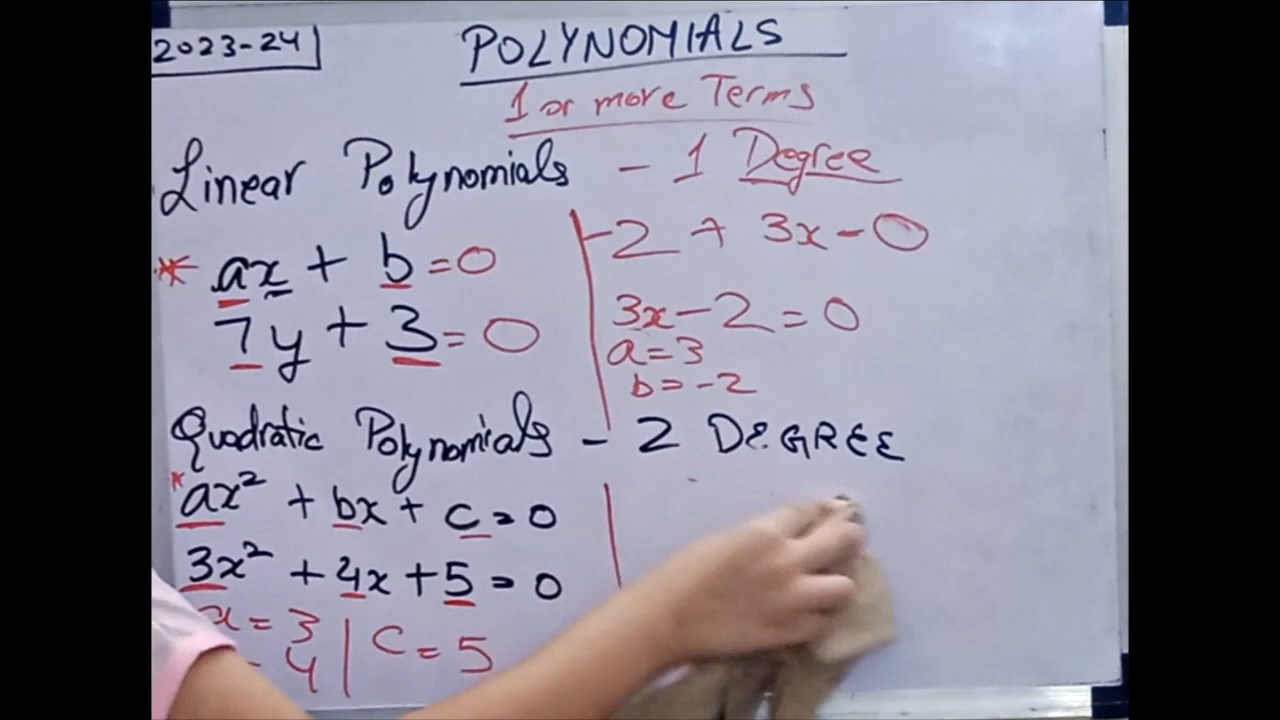 2023-24
POLYNOMIALS
1 or more Terms
Linear Polynomials - 1 Degree
* ax + b = 0
7y + 3 = 0
-2 + 3x - 0
3x - 2 = 0
a = 3
b = -2
Quadratic Polynomials - 2 DEGREE
* ax² + bx + c = 0
3x² + 4x + 5 = 0
a = 3 | c = 5
= 4